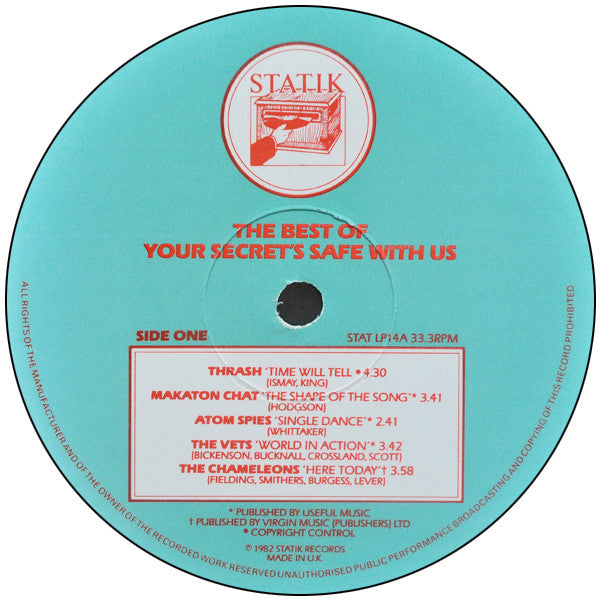 STATIK
THE BEST OF
YOUR SECRET'S SAFE WITH US
SIDE ONE
STAT LP14A 33.3RPM
THRASH 'TIME WILL TELL • 4.30
(ISMAY, KING)
MAKATON CHAT 'THE SHAPE OF THE SONG'* 3.41
(HODGSON)
ATOM SPIES 'SINGLE DANCE'* 2.41
(WHITTAKER)
THE VETS 'WORLD IN ACTION'* 3.42
(BICKENSON, BUCKNALL, CROSSLAND, SCOTT)
THE CHAMELEONS 'HERE TODAY'† 3.58
(FIELDING, SMITHERS, BURGESS, LEVER)
* PUBLISHED BY USEFUL MUSIC
† PUBLISHED BY VIRGIN MUSIC (PUBLISHERS) LTD
• COPYRIGHT CONTROL
℗ 1982 STATIK RECORDS
MADE IN U.K.
ALL RIGHTS OF THE MANUFACTURER AND OF THE OWNER OF THE RECORDED WORK RESERVED UNAUTHORISED PUBLIC PERFORMANCE BROADCASTING AND COPYING OF THIS RECORD PROHIBITED